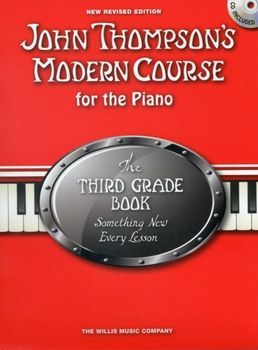 NEW REVISED EDITION
CD INCLUDED
JOHN THOMPSON'S
MODERN COURSE
for the Piano
The
THIRD GRADE
BOOK
Something New
Every Lesson
THE WILLIS MUSIC COMPANY